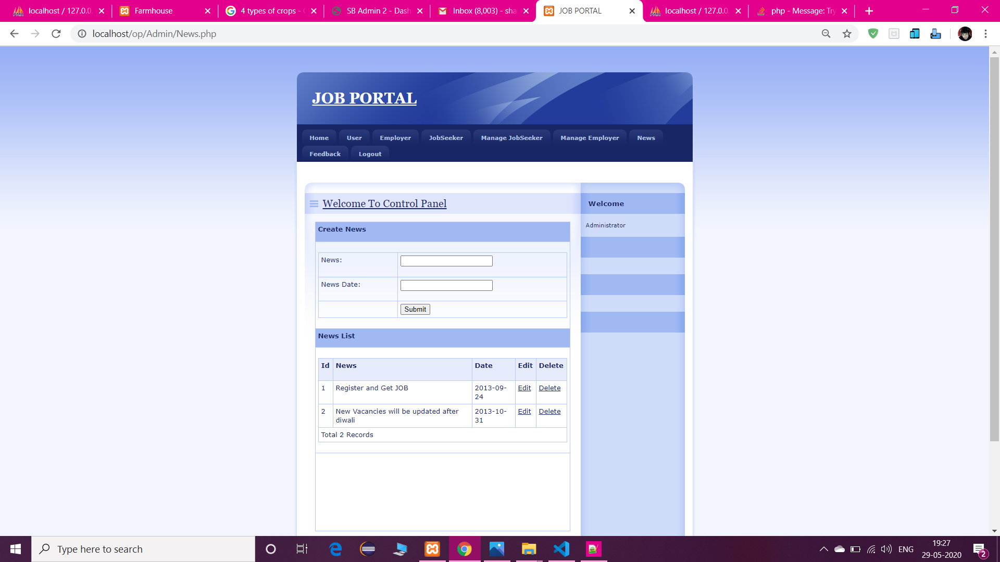 localhost / 127.0.0.
Farmhouse
4 types of crops -
SB Admin 2 - Dash
Inbox (8,003) - sha
JOB PORTAL
localhost / 127.0.0.
php - Message: Try
localhost/op/Admin/News.php
JOB PORTAL
Home
User
Employer
JobSeeker
Manage JobSeeker
Manage Employer
News
Feedback
Logout
Welcome To Control Panel
Welcome
Administrator
Create News
News:
News Date:
Submit
News List
Id News Date Edit Delete
1 Register and Get JOB 2013-09-
24 Edit Delete
2 New Vacancies will be updated after
diwali 2013-10-
31 Edit Delete
Total 2 Records
Type here to search
ENG
19:27
29-05-2020
2